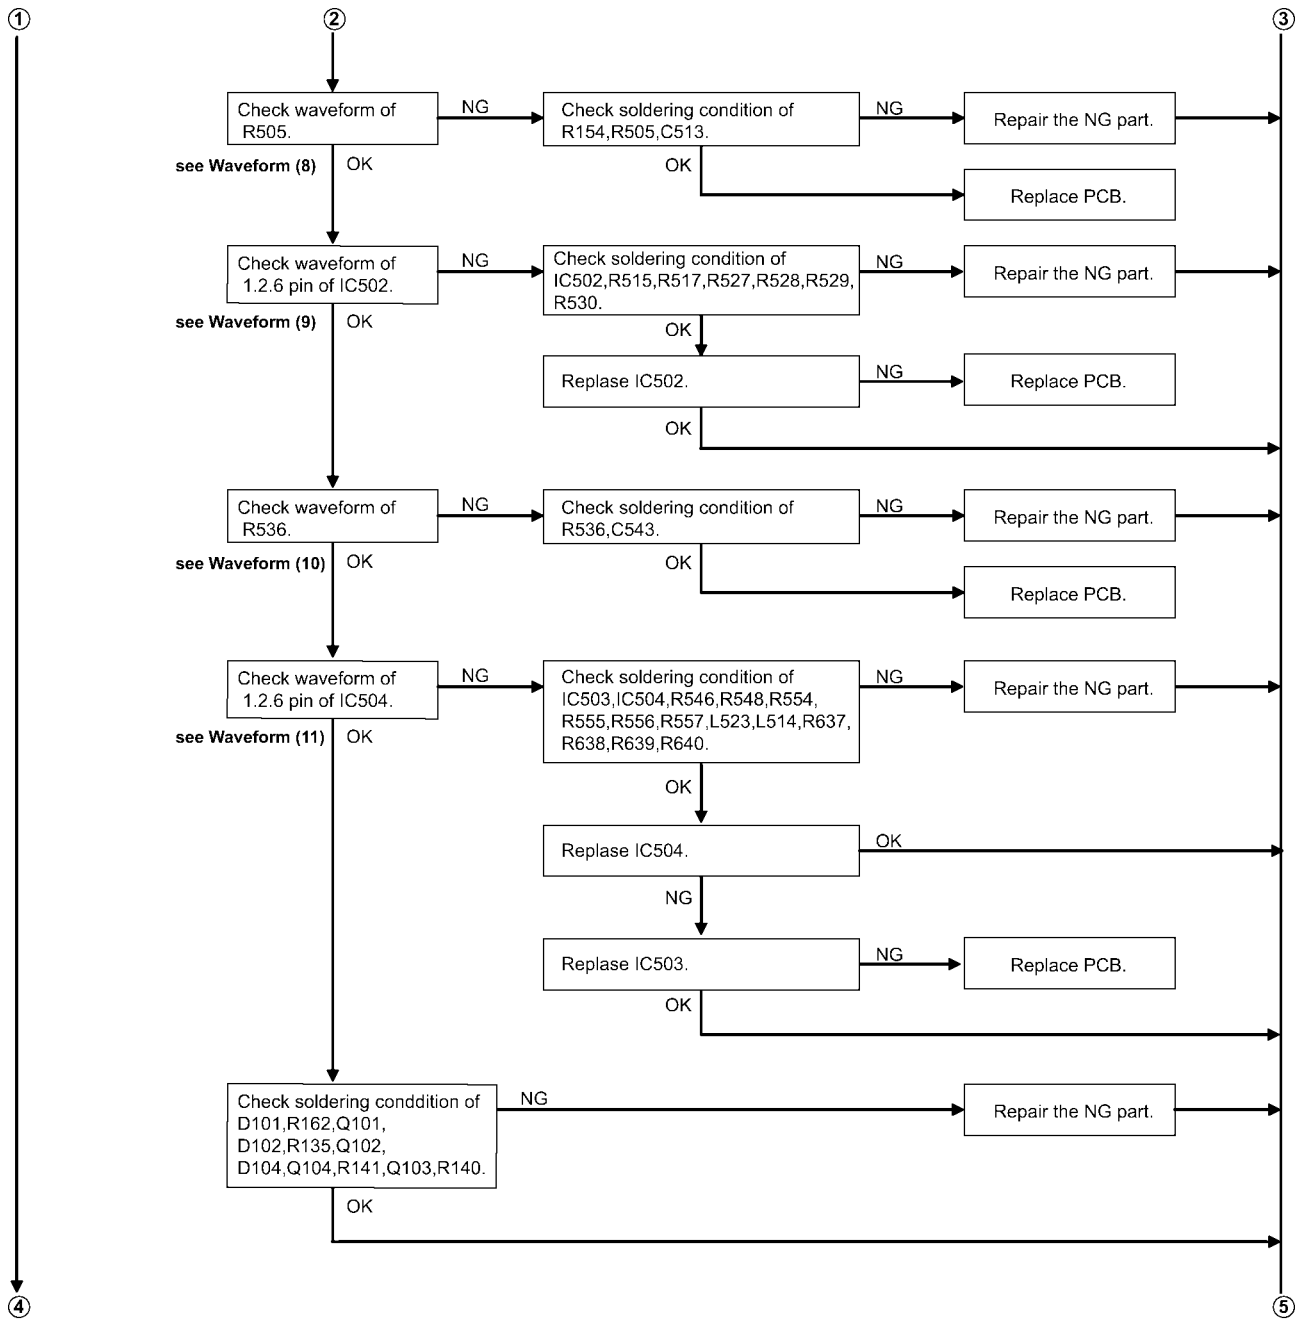 1
2
3
Check waveform of
R505.
NG
Check soldering condition of
R154,R505,C513.
NG
Repair the NG part.
see Waveform (8)
OK
OK
Replace PCB.
Check waveform of
1.2.6 pin of IC502.
NG
Check soldering condition of
IC502,R515,R517,R527,R528,R529,
R530.
NG
Repair the NG part.
see Waveform (9)
OK
OK
Replase IC502.
NG
Replace PCB.
OK
Check waveform of
R536.
NG
Check soldering condition of
R536,C543.
NG
Repair the NG part.
see Waveform (10)
OK
OK
Replace PCB.
Check waveform of
1.2.6 pin of IC504.
NG
Check soldering condition of
IC503,IC504,R546,R548,R554,
R555,R556,R557,L523,L514,R637,
R638,R639,R640.
NG
Repair the NG part.
see Waveform (11)
OK
OK
Replase IC504.
OK
NG
Replase IC503.
NG
Replace PCB.
OK
Check soldering conddition of
D101,R162,Q101,
D102,R135,Q102,
D104,Q104,R141,Q103,R140.
NG
Repair the NG part.
OK
4
5